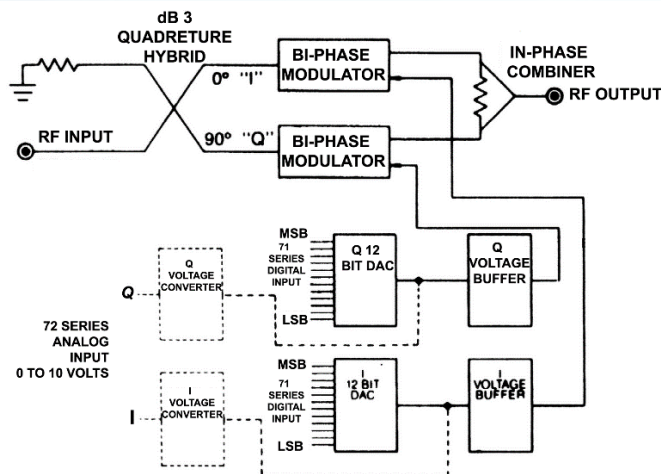 dB 3
QUADRETURE
HYBRID
0° "I"
BI-PHASE
MODULATOR
IN-PHASE
COMBINER
RF OUTPUT
RF INPUT
90° "Q"
BI-PHASE
MODULATOR
MSB
71
SERIES
DIGITAL
INPUT
LSB
Q 12
BIT DAC
Q
VOLTAGE
BUFFER
Q
VOLTAGE
CONVERTER
Q
72 SERIES
ANALOG
INPUT
0 TO 10 VOLTS
MSB
71
SERIES
DIGITAL
INPUT
LSB
I
12 BIT
DAC
I
VOLTAGE
BUFFER
I
VOLTAGE
CONVERTER
I